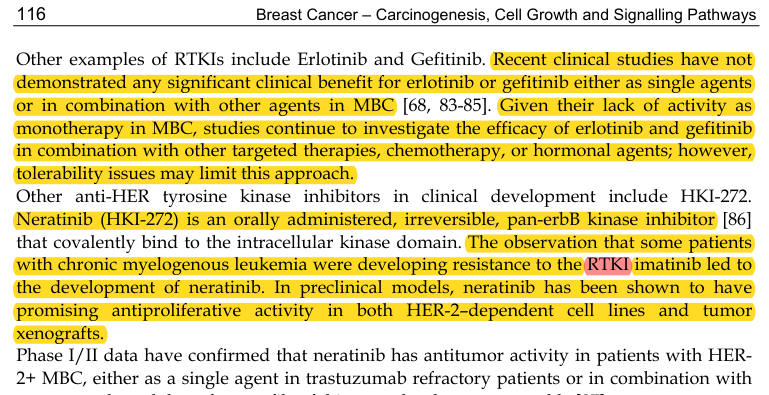 116 Breast Cancer – Carcinogenesis, Cell Growth and Signalling Pathways
Other examples of RTKIs include Erlotinib and Gefitinib. Recent clinical studies have not
demonstrated any significant clinical benefit for erlotinib or gefitinib either as single agents
or in combination with other agents in MBC [68, 83-85]. Given their lack of activity as
monotherapy in MBC, studies continue to investigate the efficacy of erlotinib and gefitinib
in combination with other targeted therapies, chemotherapy, or hormonal agents; however,
tolerability issues may limit this approach.
Other anti-HER tyrosine kinase inhibitors in clinical development include HKI-272.
Neratinib (HKI-272) is an orally administered, irreversible, pan-erbB kinase inhibitor [86]
that covalently bind to the intracellular kinase domain. The observation that some patients
with chronic myelogenous leukemia were developing resistance to the RTKI imatinib led to
the development of neratinib. In preclinical models, neratinib has been shown to have
promising antiproliferative activity in both HER-2–dependent cell lines and tumor
xenografts.
Phase I/II data have confirmed that neratinib has antitumor activity in patients with HER-
2+ MBC, either as a single agent in trastuzumab refractory patients or in combination with